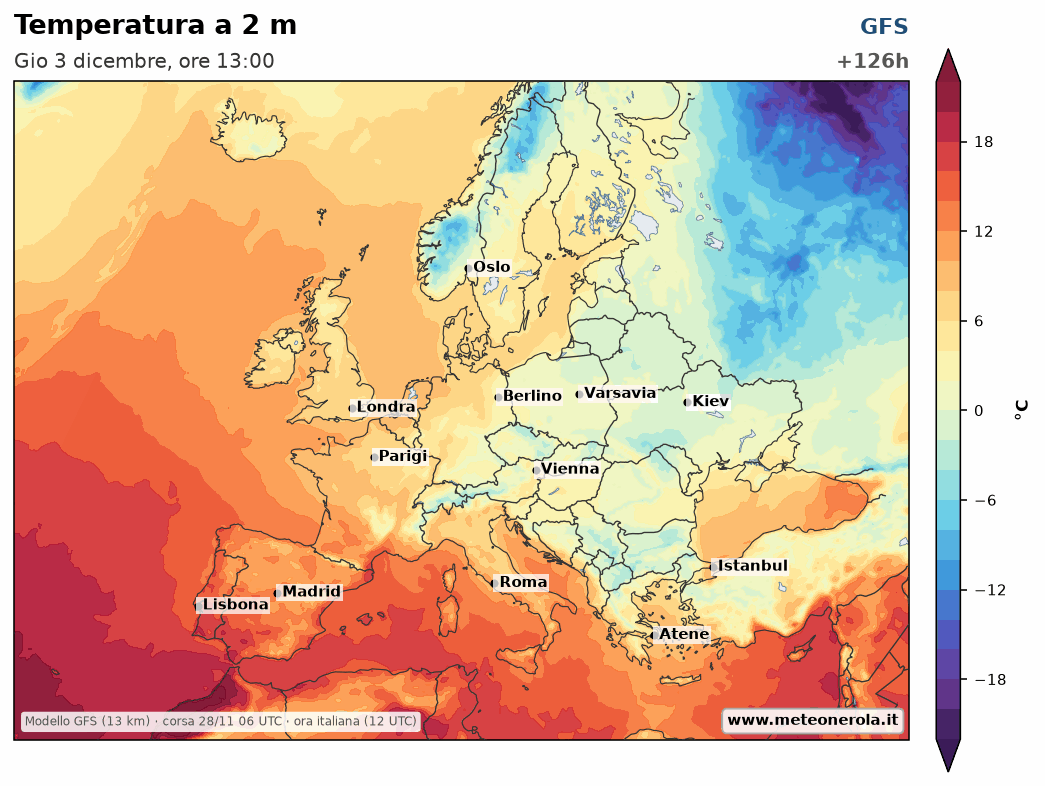 Temperatura a 2 m
GFS
Gio 3 dicembre, ore 13:00
+126h
18
12
6
0
−6
−12
−18
°C
Oslo
Londra
Berlino
Varsavia
Kiev
Parigi
Vienna
Istanbul
Roma
Madrid
Lisbona
Atene
Modello GFS (13 km) · corsa 28/11 06 UTC · ora italiana (12 UTC)
www.meteonerola.it